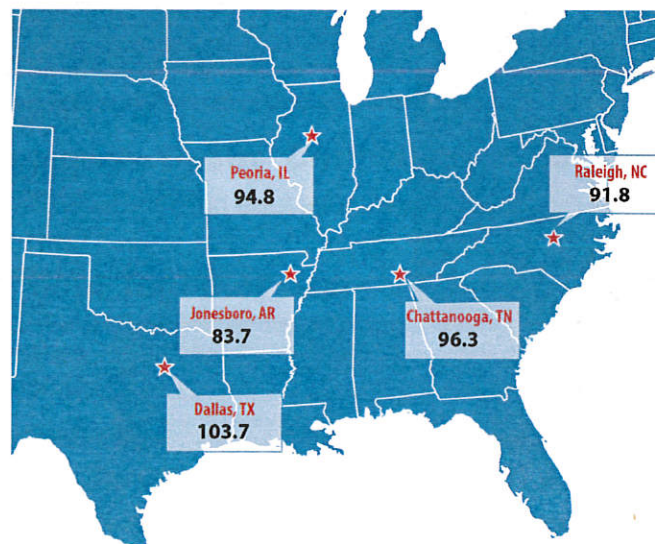 Peoria, IL
94.8
Raleigh, NC
91.8
Jonesboro, AR
83.7
Chattanooga, TN
96.3
Dallas, TX
103.7